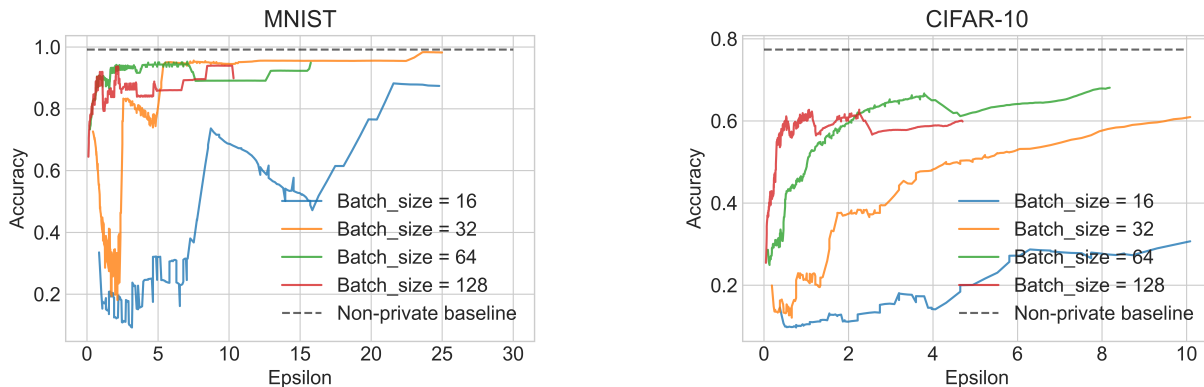 MNIST
1.0
0.8
0.6
0.4
0.2
Accuracy
0
5
10
15
20
25
30
Epsilon
Batch_size = 16
Batch_size = 32
Batch_size = 64
Batch_size = 128
Non-private baseline
CIFAR-10
0.8
0.6
0.4
0.2
Accuracy
0
2
4
6
8
10
Epsilon
Batch_size = 16
Batch_size = 32
Batch_size = 64
Batch_size = 128
Non-private baseline